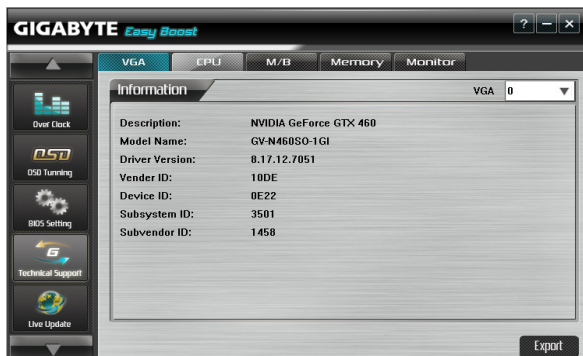 GIGABYTE Easy Boost
? – ×
VGA CPU M/B Memory Monitor
Information VGA 0
Over Clock
OSD
OSD Tunning
BIOS Setting
G
Technical Support
Live Update
Description: NVIDIA GeForce GTX 460
Model Name: GV-N460SO-1GI
Driver Version: 8.17.12.7051
Vender ID: 10DE
Device ID: 0E22
Subsystem ID: 3501
Subvendor ID: 1458
Export